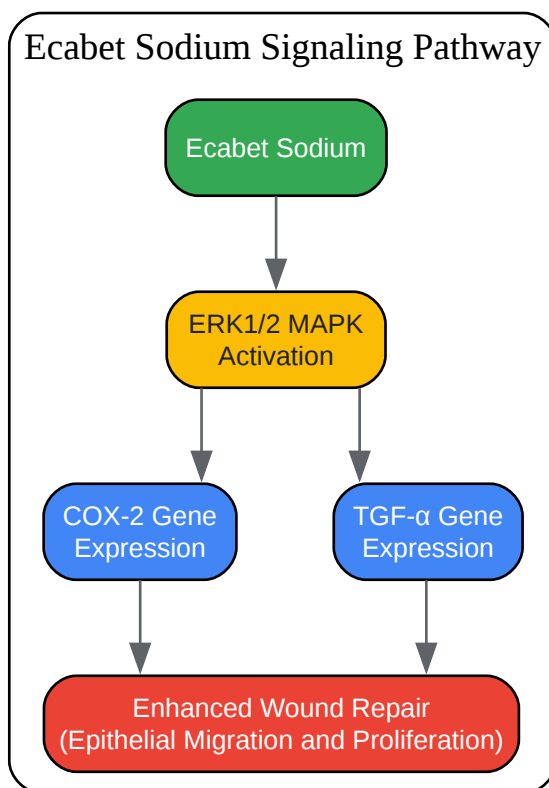 Ecabet Sodium Signaling Pathway
Ecabet Sodium
ERK1/2 MAPK
Activation
COX-2 Gene
Expression
TGF-α Gene
Expression
Enhanced Wound Repair
(Epithelial Migration and Proliferation)